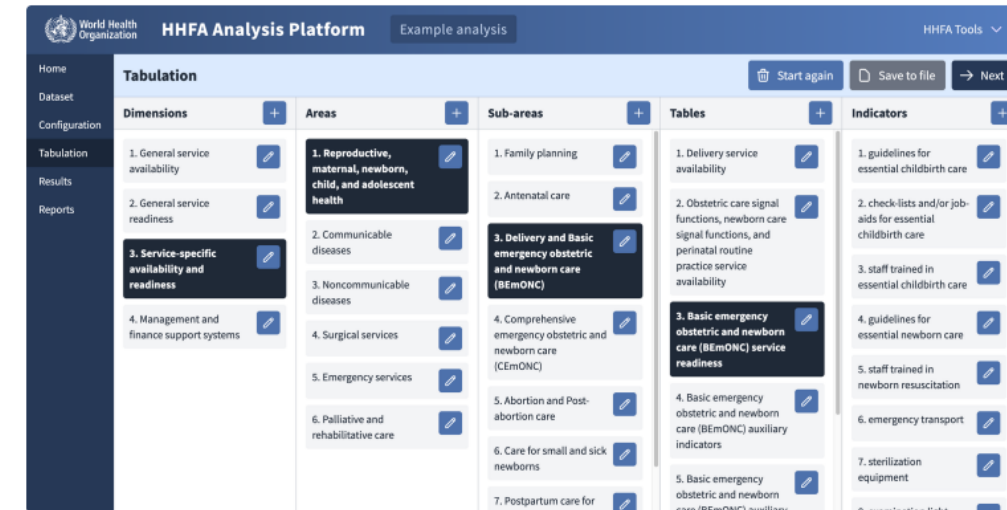 World Health
Organization
HHFA Analysis Platform
Example analysis
HHFA Tools
Home
Dataset
Configuration
Tabulation
Results
Reports
Tabulation
Start again
Save to file
Next
Dimensions
1. General service
availability
2. General service
readiness
3. Service-specific
availability and
readiness
4. Management and
finance support systems
Areas
1. Reproductive,
maternal, newborn,
child, and adolescent
health
2. Communicable
diseases
3. Noncommunicable
diseases
4. Surgical services
5. Emergency services
6. Palliative and
rehabilitative care
Sub-areas
1. Family planning
2. Antenatal care
3. Delivery and Basic
emergency obstetric
and newborn care
(BEmONC)
4. Comprehensive
emergency obstetric and
newborn care
(CEmONC)
5. Abortion and Post-
abortion care
6. Care for small and sick
newborns
7. Postpartum care for
Tables
1. Delivery service
availability
2. Obstetric care signal
functions, newborn care
signal functions, and
perinatal routine
practice service
availability
3. Basic emergency
obstetric and newborn
care (BEmONC) service
readiness
4. Basic emergency
obstetric and newborn
care (BEmONC) auxiliary
indicators
5. Basic emergency
obstetric and newborn
care (BEmONC) auxiliary
Indicators
1. guidelines for
essential childbirth care
2. check-lists and/or job-
aids for essential
childbirth care
3. staff trained in
essential childbirth care
4. guidelines for
essential newborn care
5. staff trained in
newborn resuscitation
6. emergency transport
7. sterilization
equipment
8. examination light